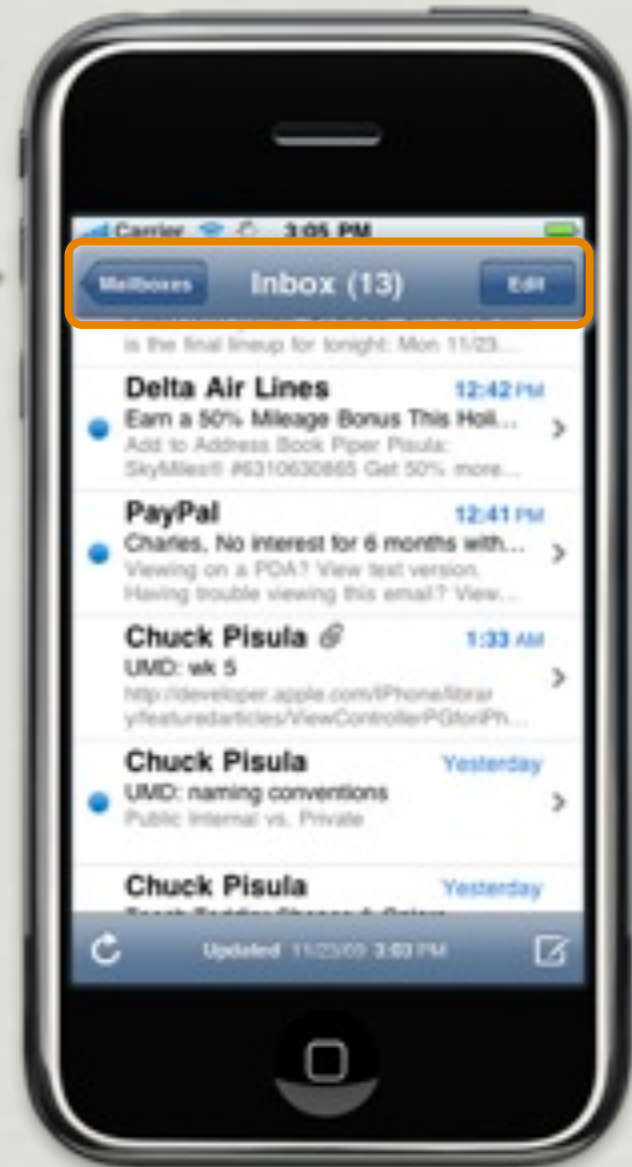 Carrier 3:05 PM
Mailboxes Inbox (13) Edit
is the final lineup for tonight: Mon 11/23...
Delta Air Lines 12:42 PM
Earn a 50% Mileage Bonus This Holi...
Add to Address Book Piper Pisula:
SkyMiles® #6310630865 Get 50% more...
PayPal 12:41 PM
Charles, No interest for 6 months with...
Viewing on a PDA? View text version.
Having trouble viewing this email? View...
Chuck Pisula 1:33 AM
UMD: wk 5
http://developer.apple.com/iPhone/librar
y/featuredarticles/ViewControllerPGforiPh...
Chuck Pisula Yesterday
UMD: naming conventions
Public Internal vs. Private
Chuck Pisula Yesterday
Updated 11/23/09 3:03 PM